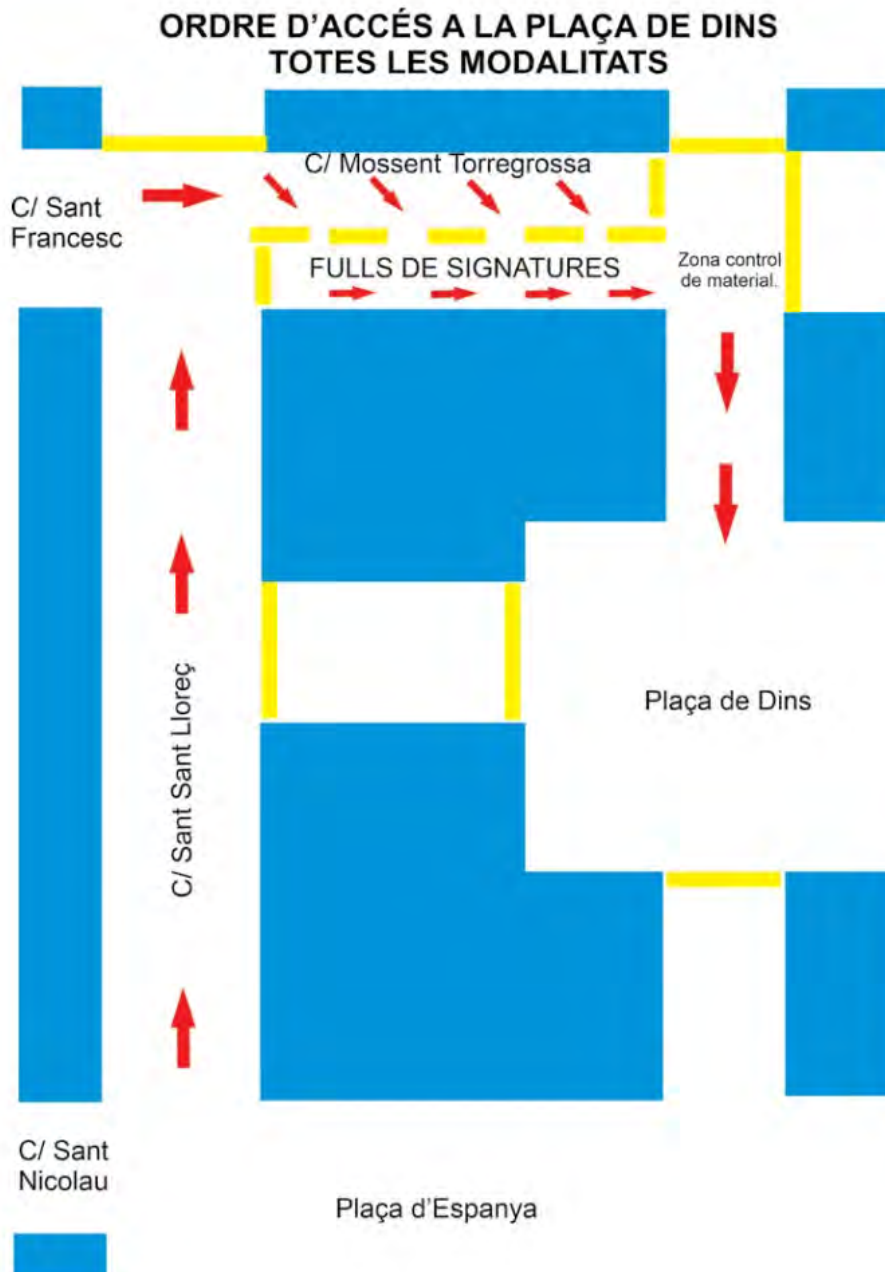 ORDRE D'ACCÉS A LA PLAÇA DE DINS
TOTES LES MODALITATS
C/ Mossent Torregrossa
C/ Sant
Francesc
FULLS DE SIGNATURES
Zona control
de material.
C/ Sant Sant Lloreç
Plaça de Dins
C/ Sant
Nicolau
Plaça d'Espanya